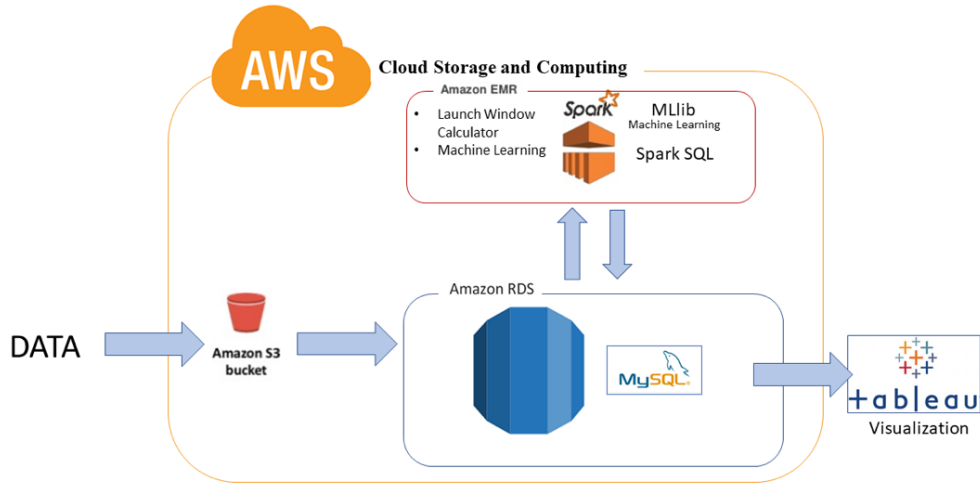 AWS
Cloud Storage and Computing
Amazon EMR
• Launch Window
Calculator
• Machine Learning
Spark
MLlib
Machine Learning
Spark SQL
Amazon RDS
DATA
Amazon S3
bucket
MySQL®
+ableau
Visualization